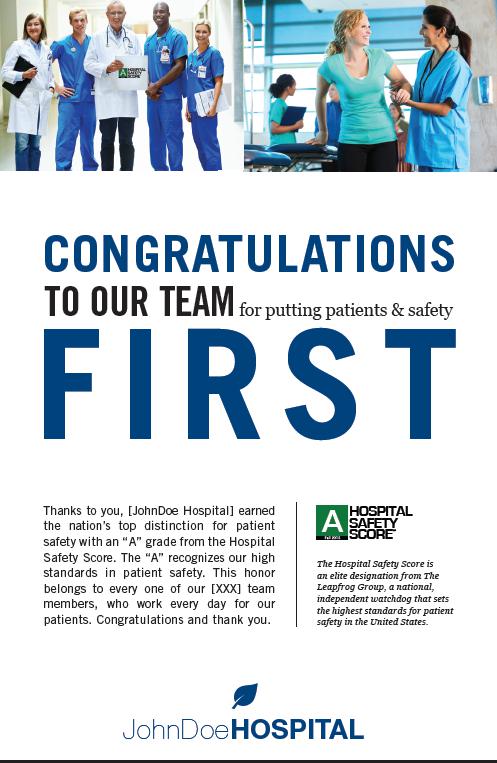 A HOSPITAL
SAFETY
SCORE
CONGRATULATIONS
TO OUR TEAM for putting patients & safety
FIRST
Thanks to you, [JohnDoe Hospital] earned
the nation's top distinction for patient
safety with an “A” grade from the Hospital
Safety Score. The “A” recognizes our high
standards in patient safety. This honor
belongs to every one of our [XXX] team
members, who work every day for our
patients. Congratulations and thank you.
A HOSPITAL
SAFETY
SCORE
The Hospital Safety Score is
an elite designation from The
Leapfrog Group, a national,
independent watchdog that sets
the highest standards for patient
safety in the United States.
JohnDoeHOSPITAL